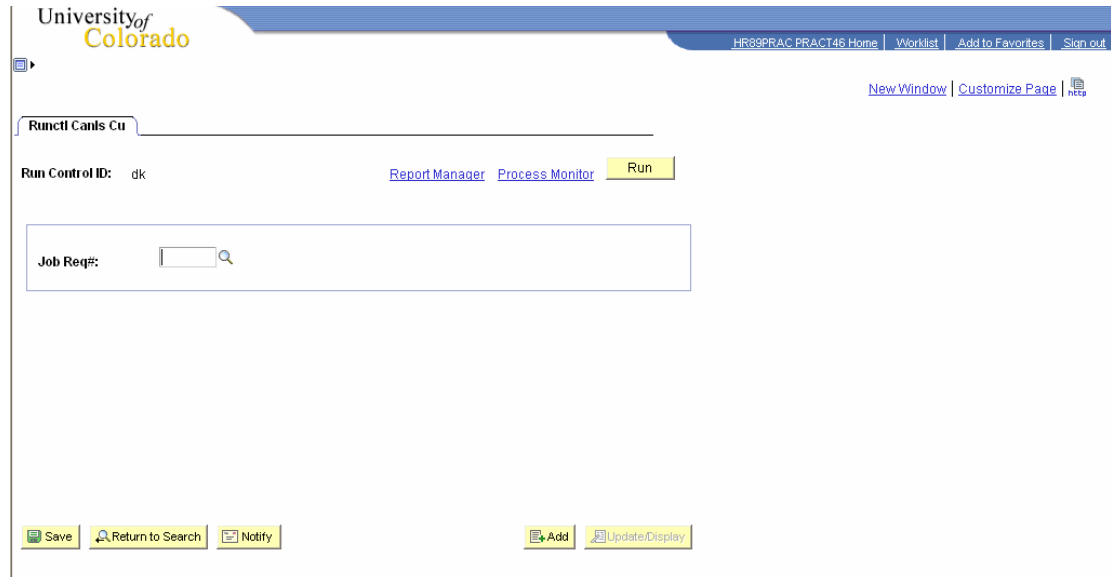 University of
Colorado
HR89PRAC PRACT46 Home | Worklist | Add to Favorites | Sign out
New Window | Customize Page | http
Runctl Canls Cu
Run Control ID: dk Report Manager Process Monitor Run
Job Req#:
Save Return to Search Notify Add Update/Display